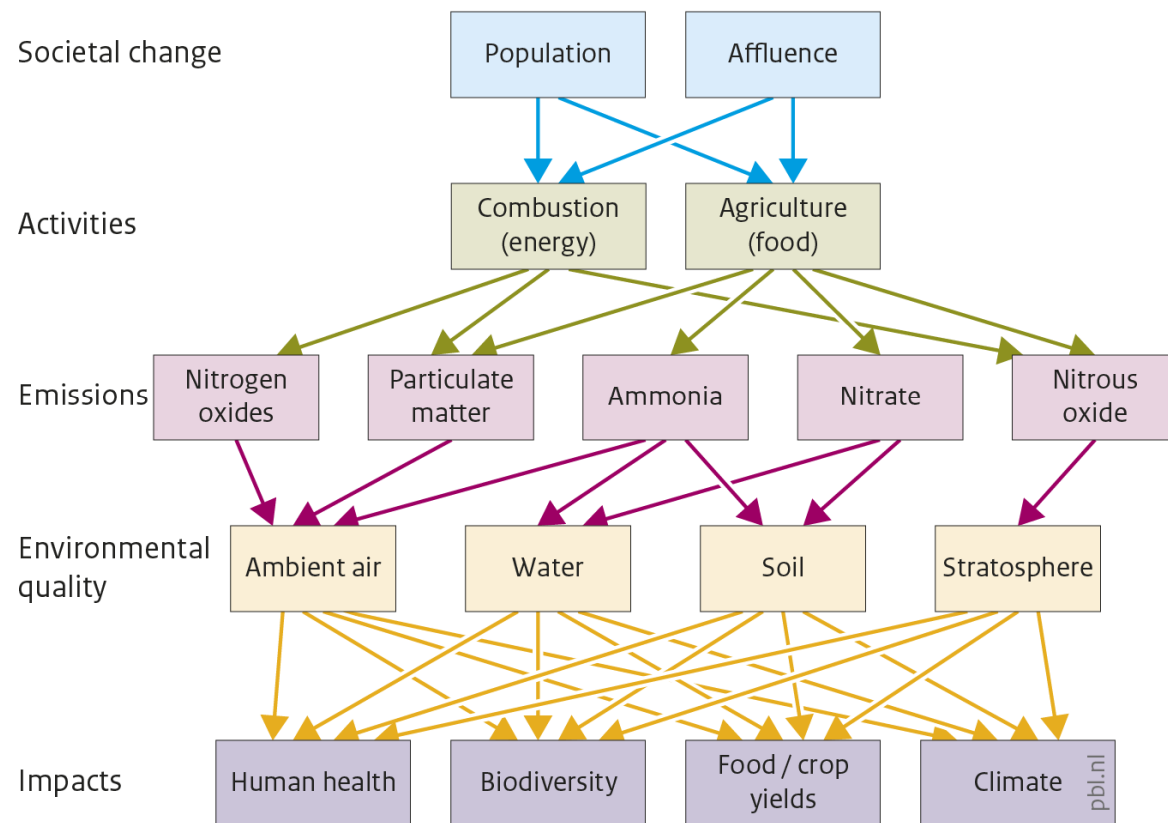 Societal change
Population
Affluence
Activities
Combustion
(energy)
Agriculture
(food)
Emissions
Nitrogen
oxides
Particulate
matter
Ammonia
Nitrate
Nitrous
oxide
Environmental
quality
Ambient air
Water
Soil
Stratosphere
Impacts
Human health
Biodiversity
Food / crop
yields
Climate
pbl.nl